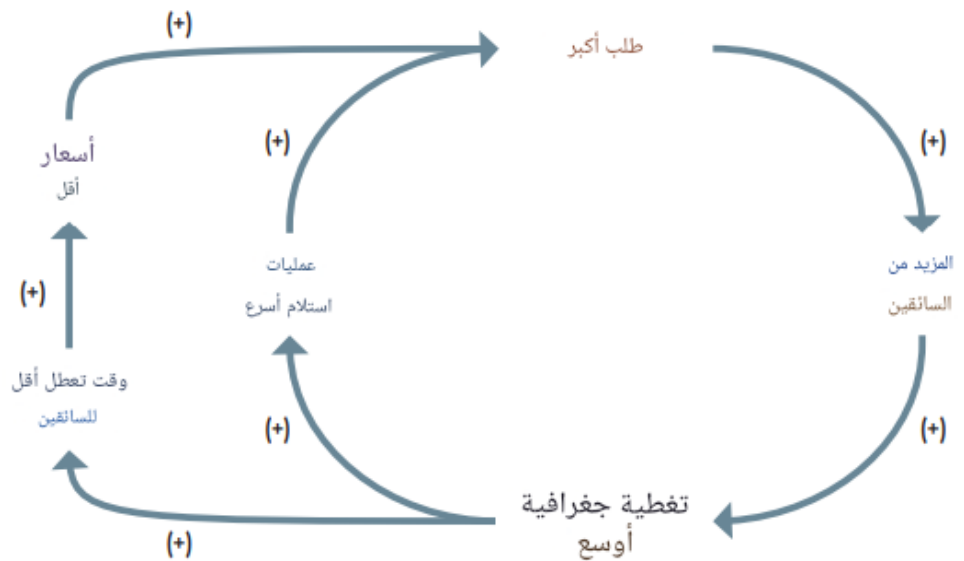 (+)
طلب أكبر
(+)
(+)
أسعار
أقل
المزيد من
السائقين
عمليات
استلام أسرع
(+)
وقت تعطل أقل
للسائقين
(+)
(+)
تغطية جغرافية
أوسع
(+)